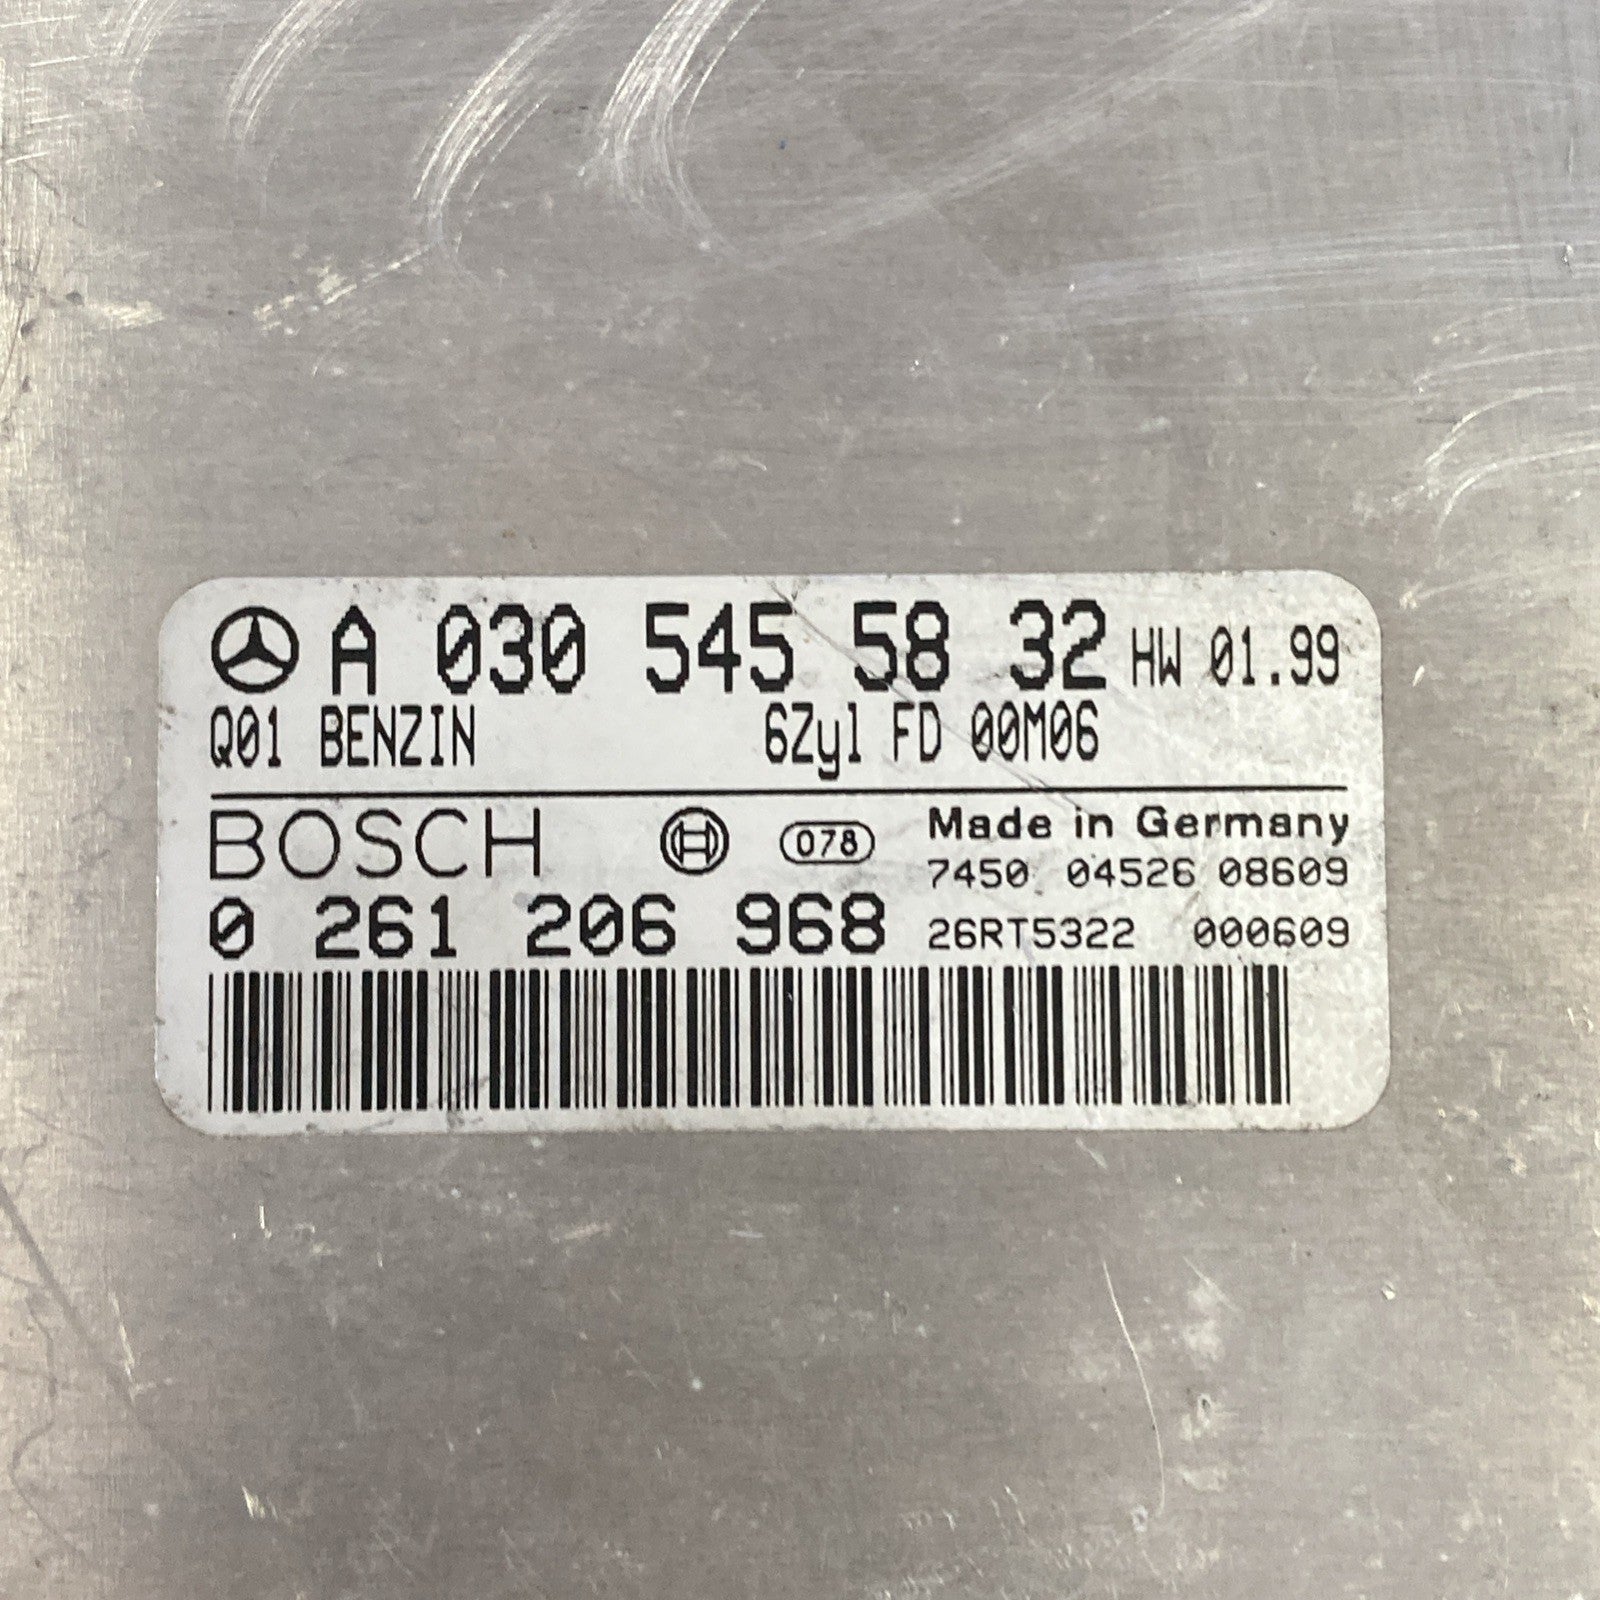 A 030 545 58 32 HW 01.99
Q01 BENZIN 6Zyl FD 00M06
BOSCH 078 Made in Germany
7450 04526 08609
0 261 206 968 26RT5322 000609